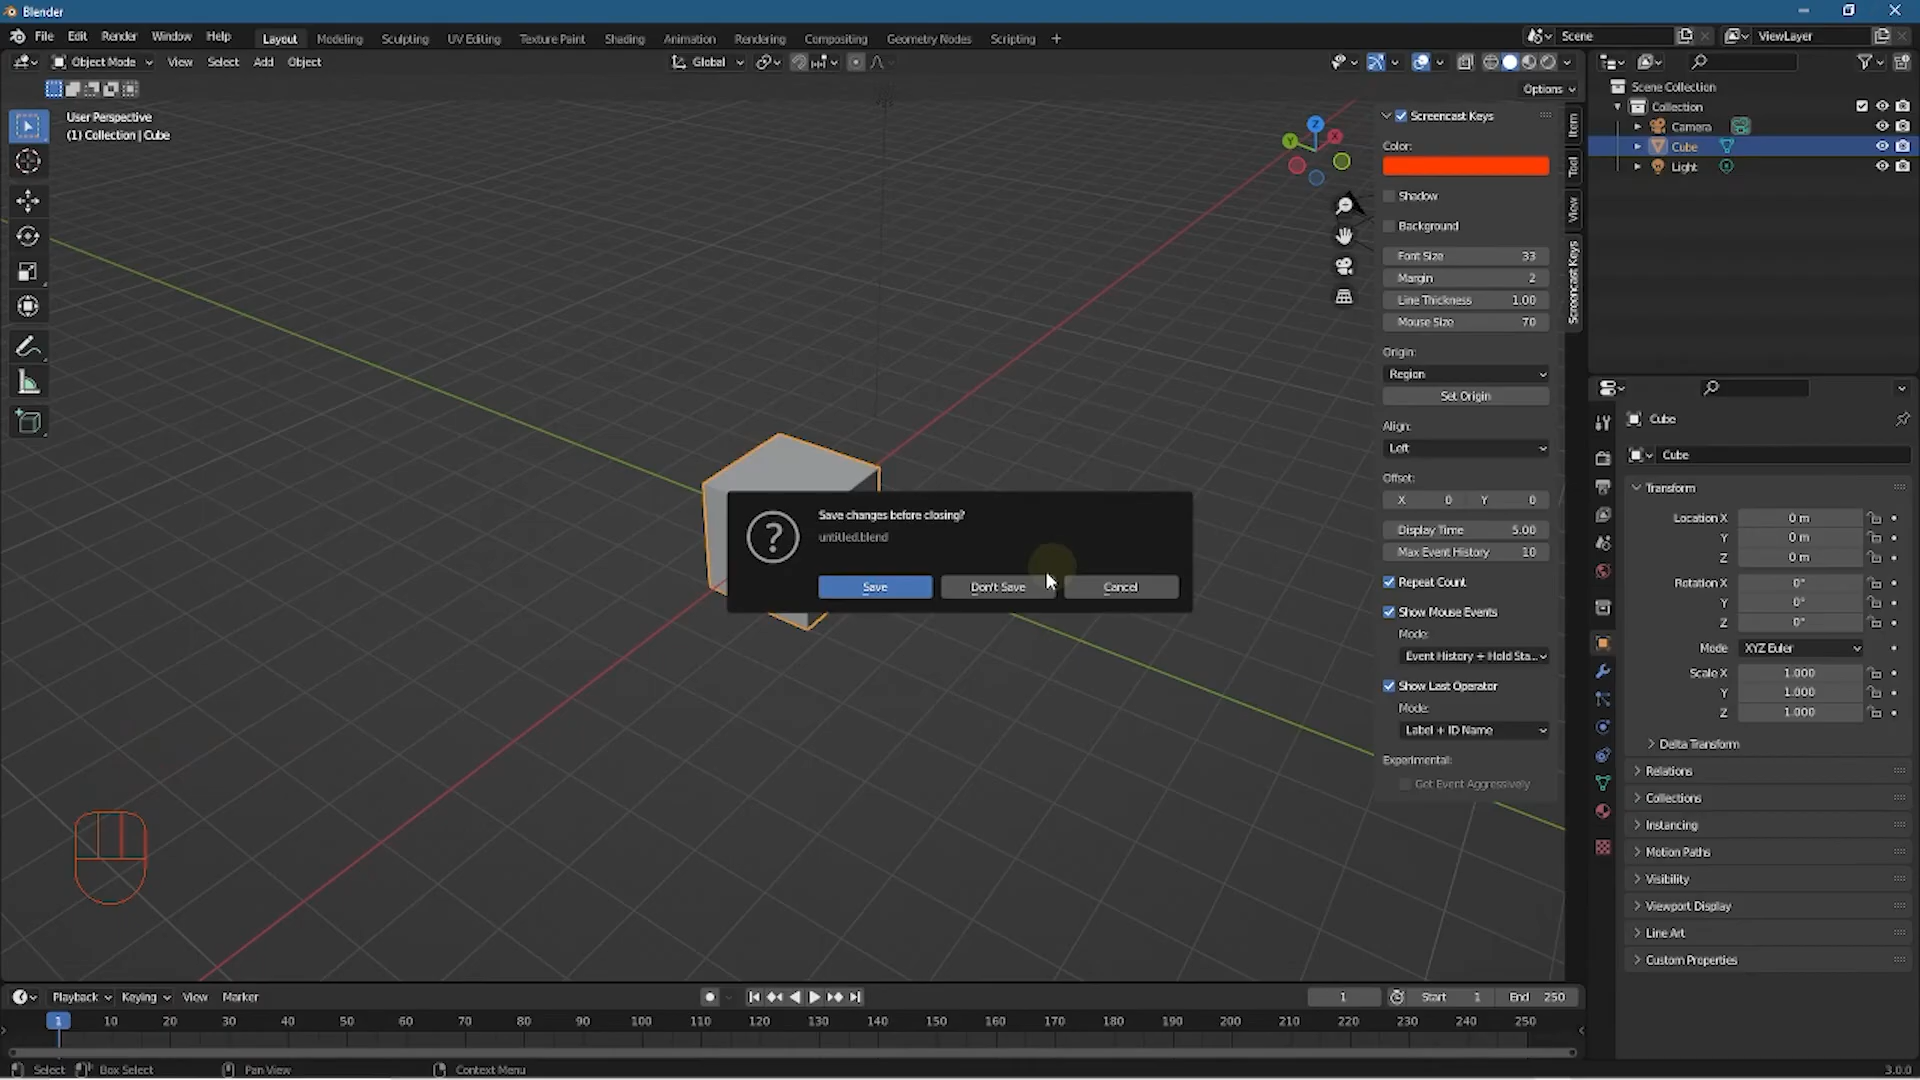 Blender
File Edit Render Window Help Layout Modeling Sculpting UV Editing Texture Paint Shading Animation Rendering Compositing Geometry Nodes Scripting + Scene ViewLayer
Object Mode View Select Add Object Global
Options
User Perspective
(1) Collection | Cube
Z
Y
X
Screencast Keys
Color:
Shadow
Background
Font Size 33
Margin 2
Line Thickness 1.00
Mouse Size 70
Origin:
Region
Set Origin
Align:
Left
Offset:
X 0 Y 0
Display Time 5.00
Max Event History 10
Repeat Count
Show Mouse Events
Mode:
Event History + Hold Sta...
Show Last Operator
Mode:
Label + ID Name
Experimental:
Get Event Aggressively
Item
Tool
View
Screencast Keys
Scene Collection
Collection
Camera
Cube
Light
Cube
Cube
Transform
Location X 0 m
Y 0 m
Z 0 m
Rotation X 0°
Y 0°
Z 0°
Mode XYZ Euler
Scale X 1.000
Y 1.000
Z 1.000
Delta Transform
Relations
Collections
Instancing
Motion Paths
Visibility
Viewport Display
Line Art
Custom Properties
Save changes before closing?
untitled.blend
Save Don't Save Cancel
Playback Keying View Marker 1 Start 1 End 250
1 10 20 30 40 50 60 70 80 90 100 110 120 130 140 150 160 170 180 190 200 210 220 230 240 250
Select Box Select Pan View Context Menu 3.0.0